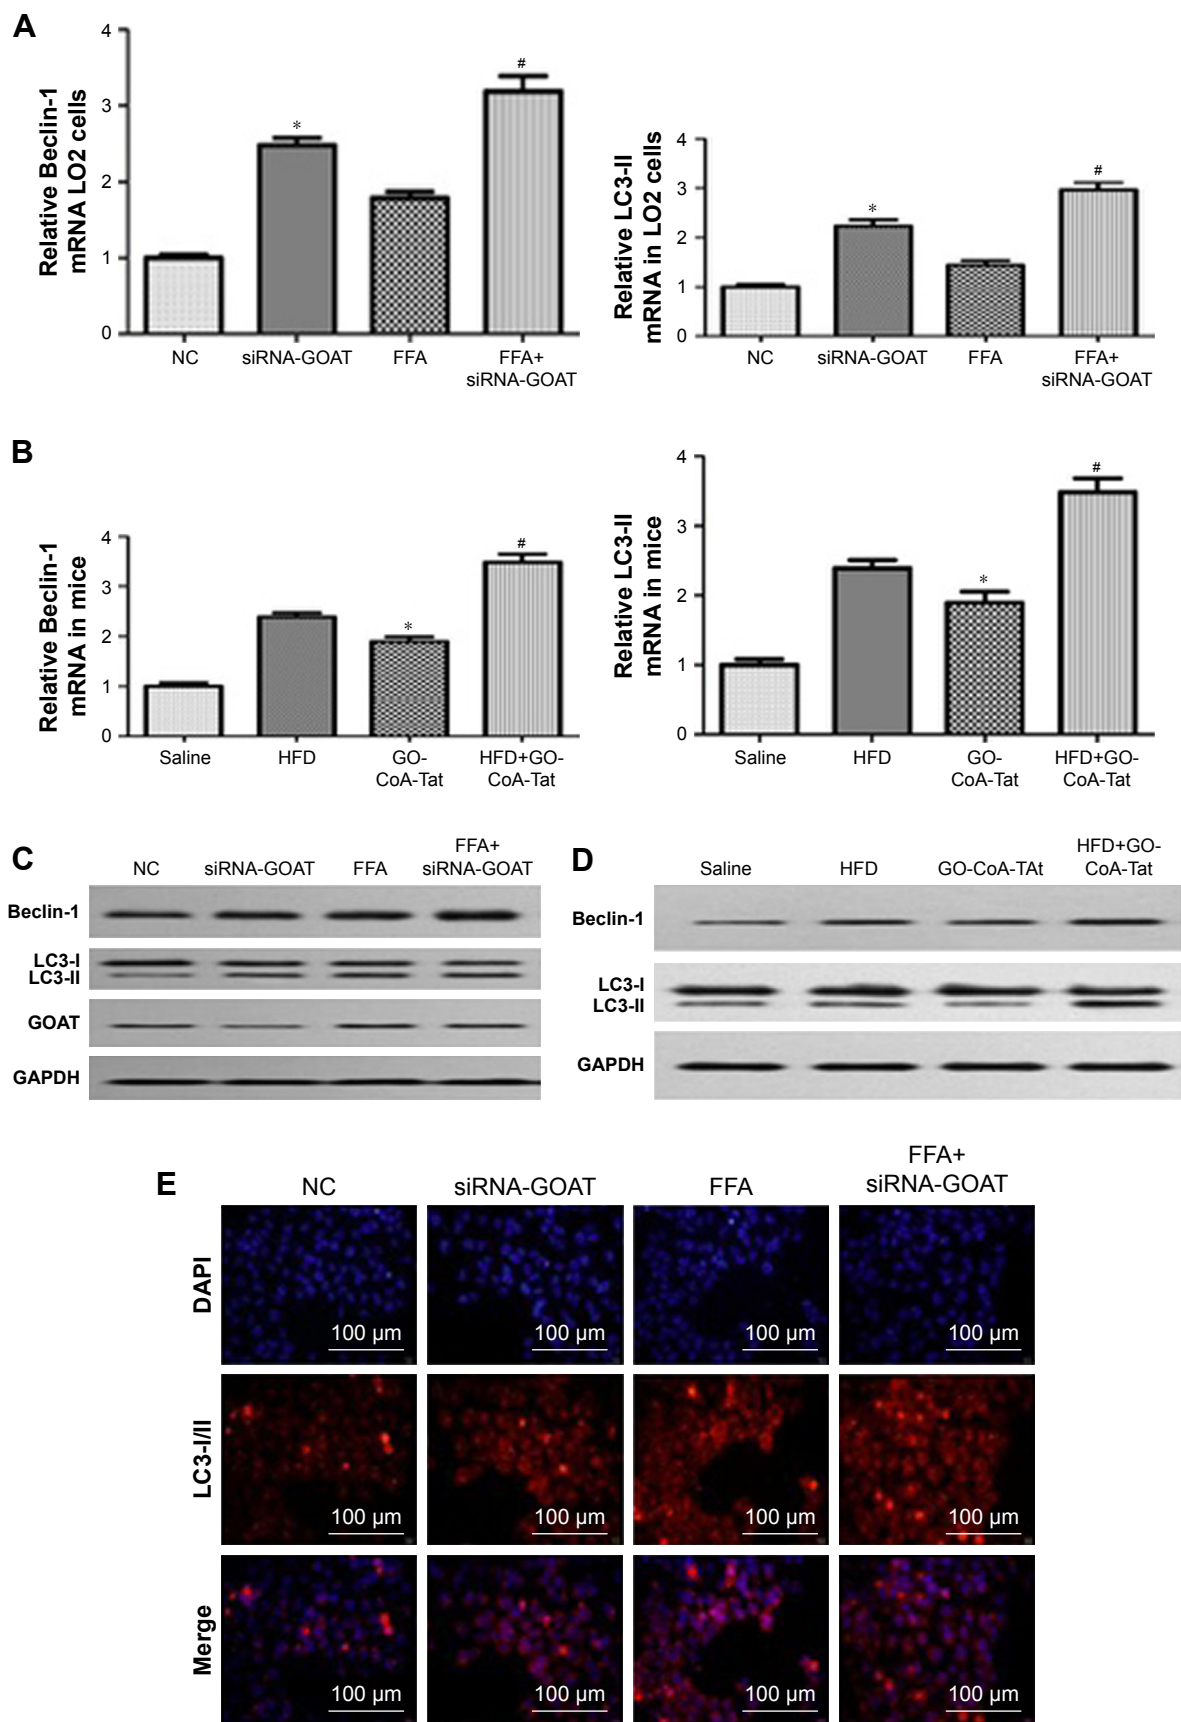 A
Relative Beclin-1
mRNA LO2 cells
4
3
2
1
0
*
#
NC
siRNA-GOAT
FFA
FFA+
siRNA-GOAT
Relative LC3-II
mRNA in LO2 cells
4
3
2
1
0
*
#
NC
siRNA-GOAT
FFA
FFA+
siRNA-GOAT
B
Relative Beclin-1
mRNA in mice
4
3
2
1
0
*
#
Saline
HFD
GO-
CoA-Tat
HFD+GO-
CoA-Tat
Relative LC3-II
mRNA in mice
4
3
2
1
0
*
#
Saline
HFD
GO-
CoA-Tat
HFD+GO-
CoA-Tat
C
NC
siRNA-GOAT
FFA
FFA+
siRNA-GOAT
Beclin-1
LC3-I
LC3-II
GOAT
GAPDH
D
Saline
HFD
GO-CoA-TAt
HFD+GO-
CoA-Tat
Beclin-1
LC3-I
LC3-II
GAPDH
E
NC
siRNA-GOAT
FFA
FFA+
siRNA-GOAT
DAPI
100 µm
100 µm
100 µm
100 µm
LC3-I/II
100 µm
100 µm
100 µm
100 µm
Merge
100 µm
100 µm
100 µm
100 µm